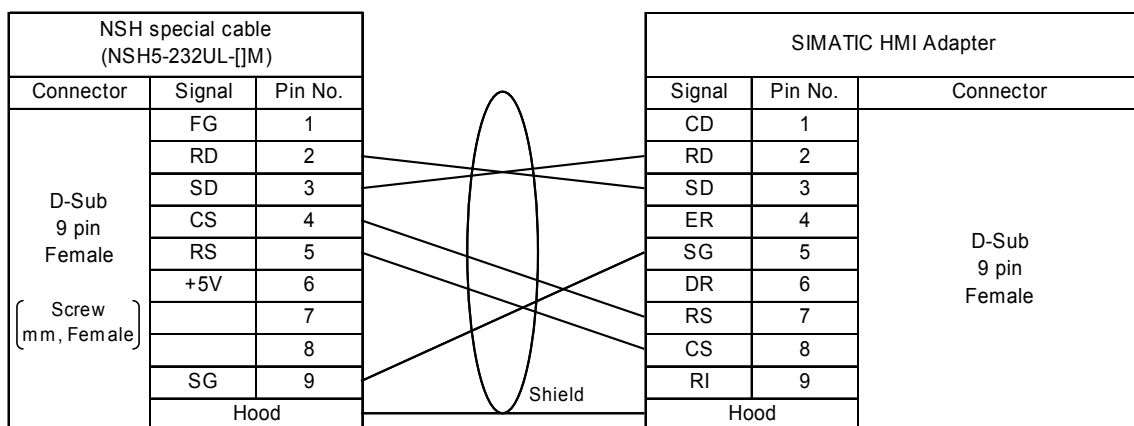 NSH special cable
(NSH5-232UL-[]M)
SIMATIC HMI Adapter
Connector Signal Pin No. Signal Pin No. Connector
FG 1 CD 1
RD 2 RD 2
SD 3 SD 3
CS 4 ER 4
RS 5 SG 5
+5V 6 DR 6
7 RS 7
8 CS 8
SG 9 RI 9
D-Sub
9 pin
Female
Screw
mm, Female
D-Sub
9 pin
Female
Shield
Hood Hood